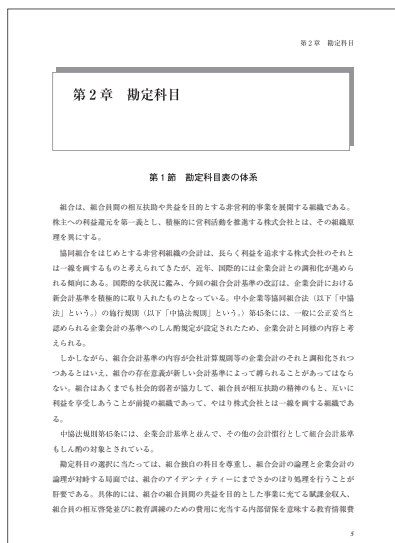 第２章　勘定科目
第２章　勘定科目
第１節　勘定科目表の体系
　組合は、組合員間の相互扶助や共益を目的とする非営利的事業を展開する組織である。
株主への利益還元を第一義とし、積極的に営利活動を推進する株式会社とは、その組織原
理を異にする。
　協同組合をはじめとする非営利組織の会計は、長らく利益を追求する株式会社のそれと
は一線を画するものと考えられてきたが、近年、国際的には企業会計との調和化が進めら
れる傾向にある。国際的な状況に鑑み、今回の組合会計基準の改訂は、企業会計における
新会計基準を積極的に取り入れたものとなっている。中小企業等協同組合法（以下「中協
法」という。）の施行規則（以下「中協法規則」という。）第45条には、一般に公正妥当と
認められる企業会計の基準へのしん酌規定が設定されたため、企業会計と同様の内容と考
えられる。
　しかしながら、組合会計基準の内容が会社計算規則等の企業会計のそれと調和化されつ
つあるとはいえ、組合の存在意義が新しい会計基準によって縛られることがあってはなら
ない。組合はあくまでも社会的弱者が協力して、組合員が相互扶助の精神のもと、互いに
利益を享受しあうことが前提の組織であって、やはり株式会社とは一線を画する組織であ
る。
　中協法規則第45条には、企業会計基準と並んで、その他の会計慣行として組合会計基準
もしん酌の対象とされている。
　勘定科目の選択に当たっては、組合独自の科目を尊重し、組合会計の論理と企業会計の
論理が対峙する局面では、組合のアイデンティティーにまでさかのぼり処理を行うことが
肝要である。具体的には、組合の組合員間の共益を目的とした事業に充てる賦課金収入、
組合員の相互啓発並びに教育訓練のための費用に充当する内部留保を意味する教育情報費
5